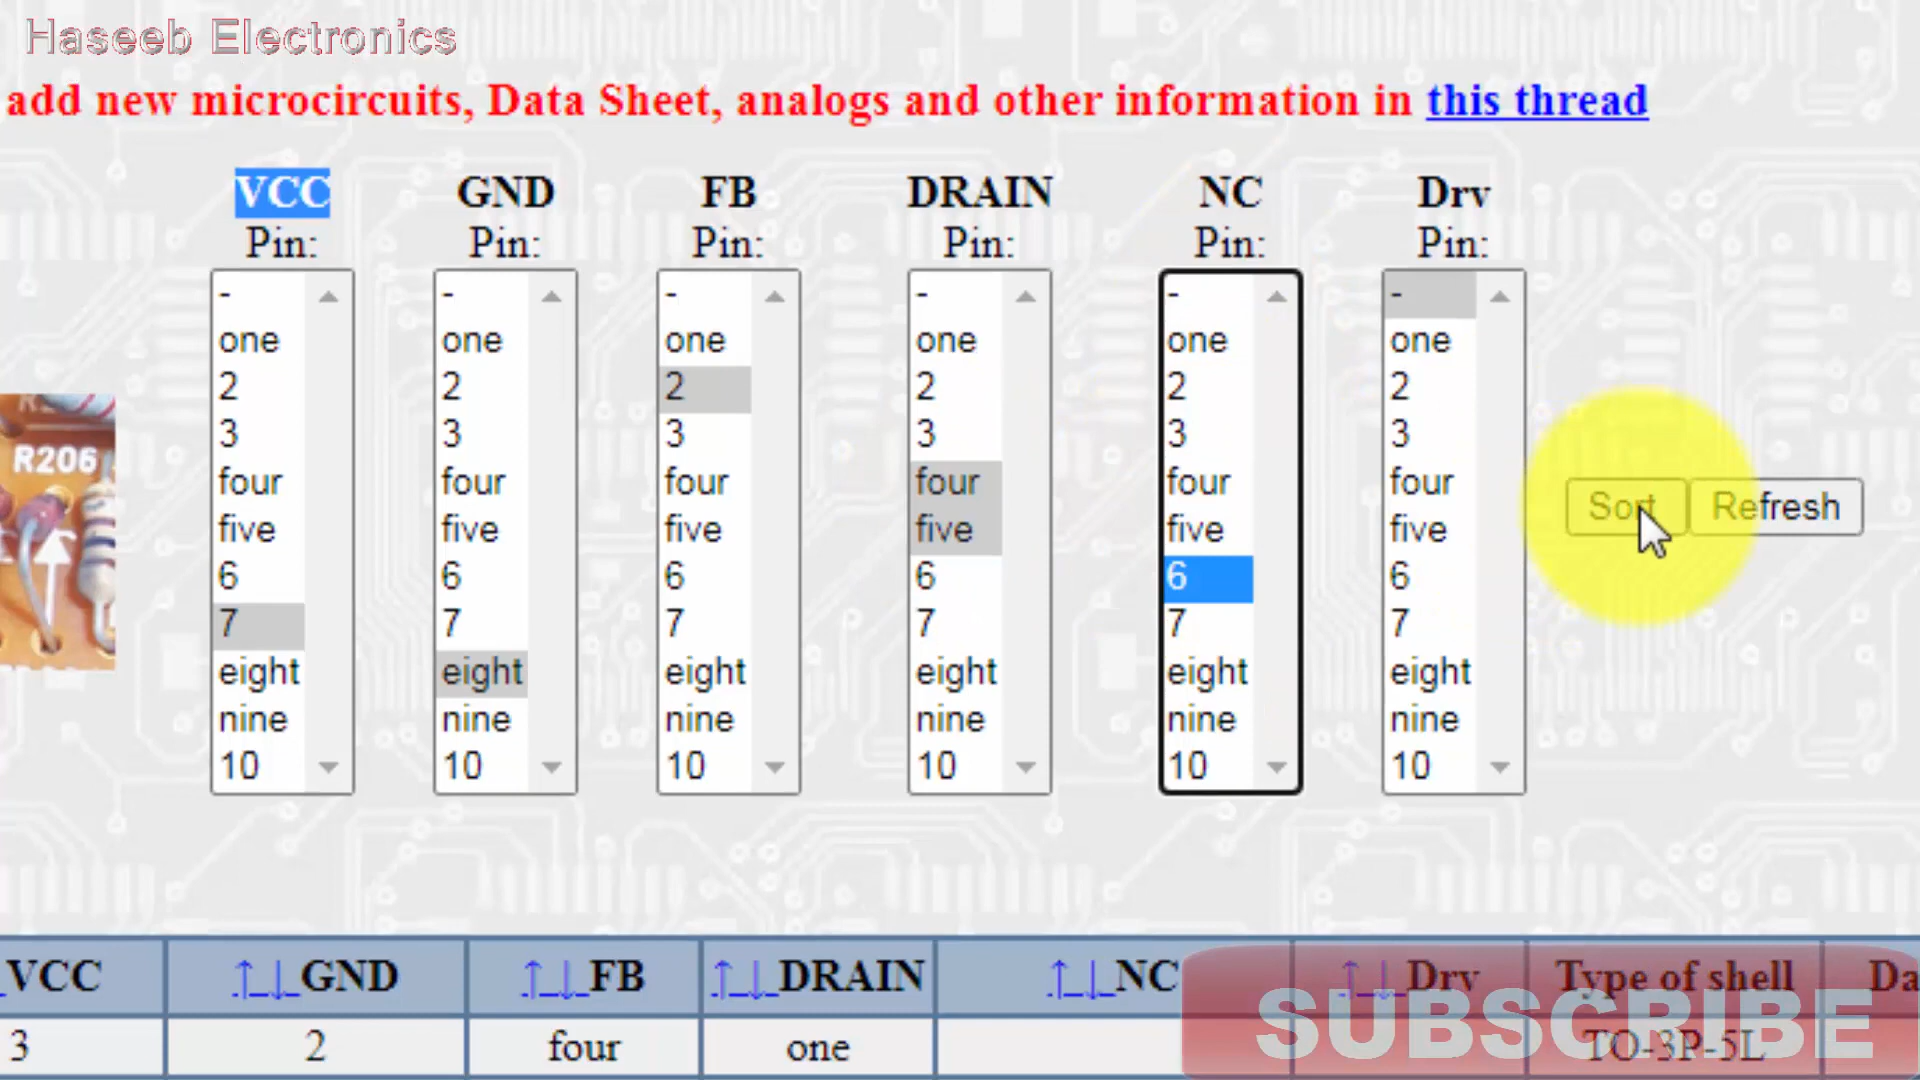 Haseeb Electronics
add new microcircuits, Data Sheet, analogs and other information in this thread
VCC GND FB DRAIN NC Drv
Pin: Pin: Pin: Pin: Pin: Pin:
- - - - - -
one one one one one one
2 2 2 2 2 2
3 3 3 3 3 3
R206
four four four four four four
Sort Refresh
five five five five five five
6 6 6 6 6 6
7 7 7 7 7 7
eight eight eight eight eight eight
nine nine nine nine nine nine
10 10 10 10 10 10
VCC ↑_↓_GND ↑_↓_FB ↑_↓_DRAIN ↑_↓_NC ↑_↓_Drv Type of shell
SUBSCRIBE
3 2 four one TO-3P-5L